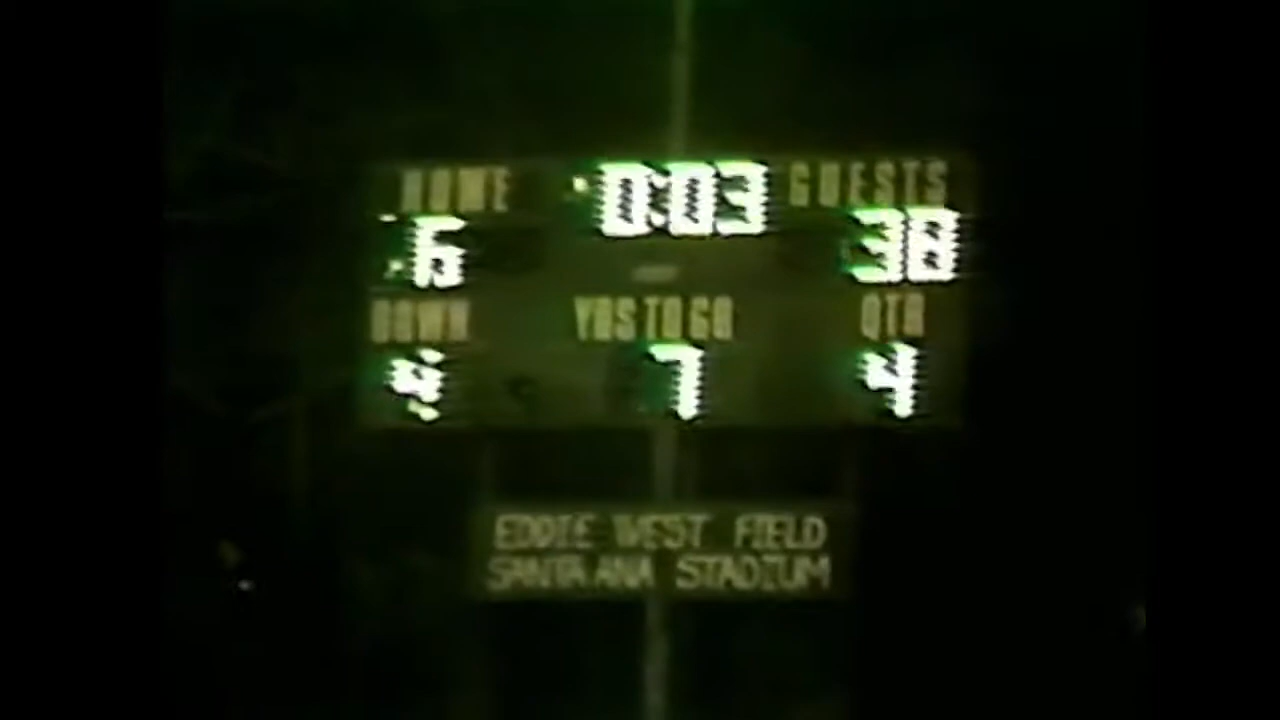 HOME 0:03 GUESTS
6 38
DOWN YDS TO GO QTR
4 7 4
EDDIE WEST FIELD
SANTA ANA STADIUM